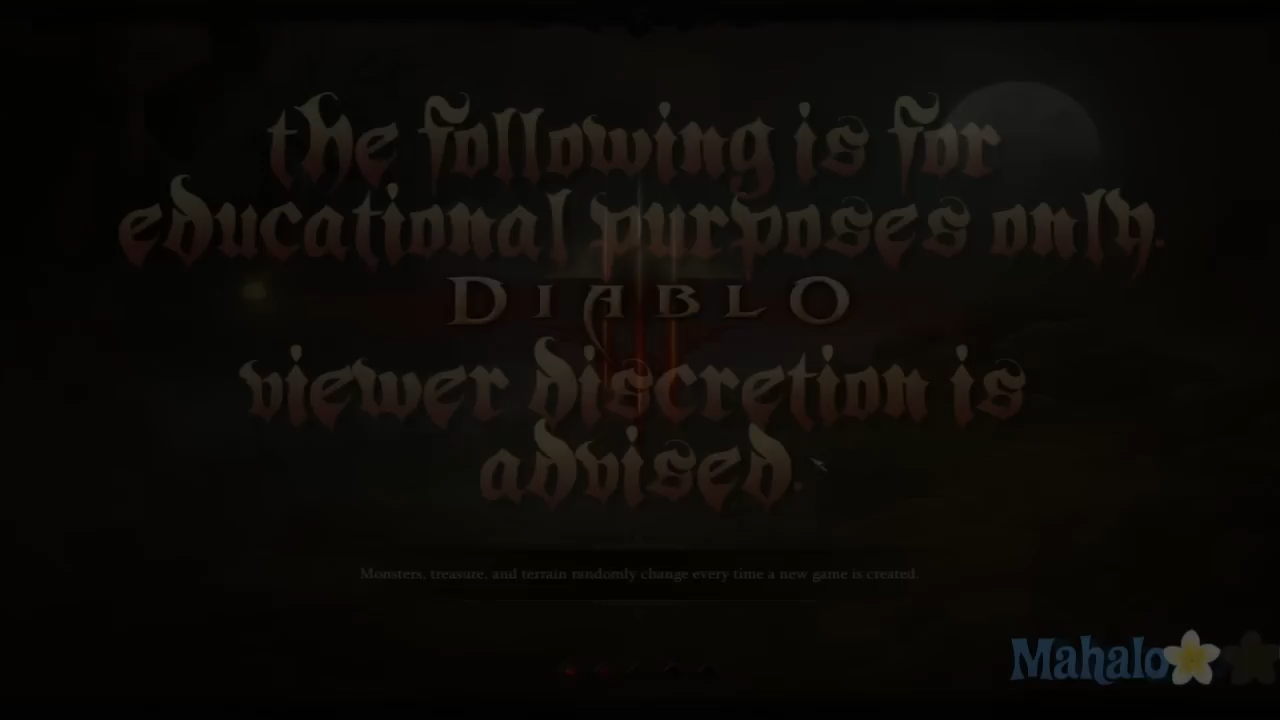 the following is for
educational purposes only.
DIABLO
III
viewer discretion is
advised.
Monsters, treasure, and terrain randomly change every time a new game is created.
Mahalo